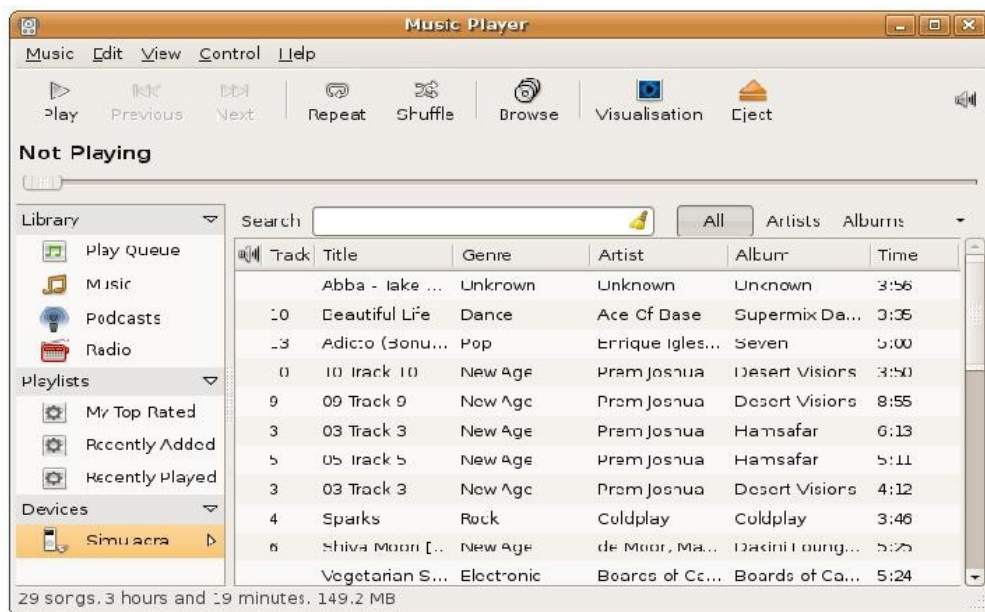 Music Player
Music Edit View Control Help
Play Previous Next Repeat Shuffle Browse Visualisation Eject
Not Playing
Library
Play Queue
Music
Podcasts
Radio
Playlists
My Top Rated
Recently Added
Recently Played
Devices
Simulacra
Search All Artists Albums
Track Title Genre Artist Album Time
Abba - Take ... Unknown Unknown Unknown 3:56
10 Beautiful Life Dance Ace Of Base Supermix Da... 3:35
13 Adicto (Bonu... Pop Enrique Igles... Seven 5:00
10 10 Track 10 New Age Prem Joshua Desert Visions 3:50
9 09 Track 9 New Age Prem Joshua Desert Visions 8:55
3 03 Track 3 New Age Prem Joshua Hamsafar 6:13
5 05 Track 5 New Age Prem Joshua Hamsafar 5:11
3 03 Track 3 New Age Prem Joshua Desert Visions 4:12
4 Sparks Rock Coldplay Coldplay 3:46
6 Shiva Moon [... New Age de Moor, Ma... Dakini Loung... 5:25
Vegetarian S... Electronic Boards of Ca... Boards of Ca... 5:24
29 songs, 3 hours and 19 minutes, 149.2 MB